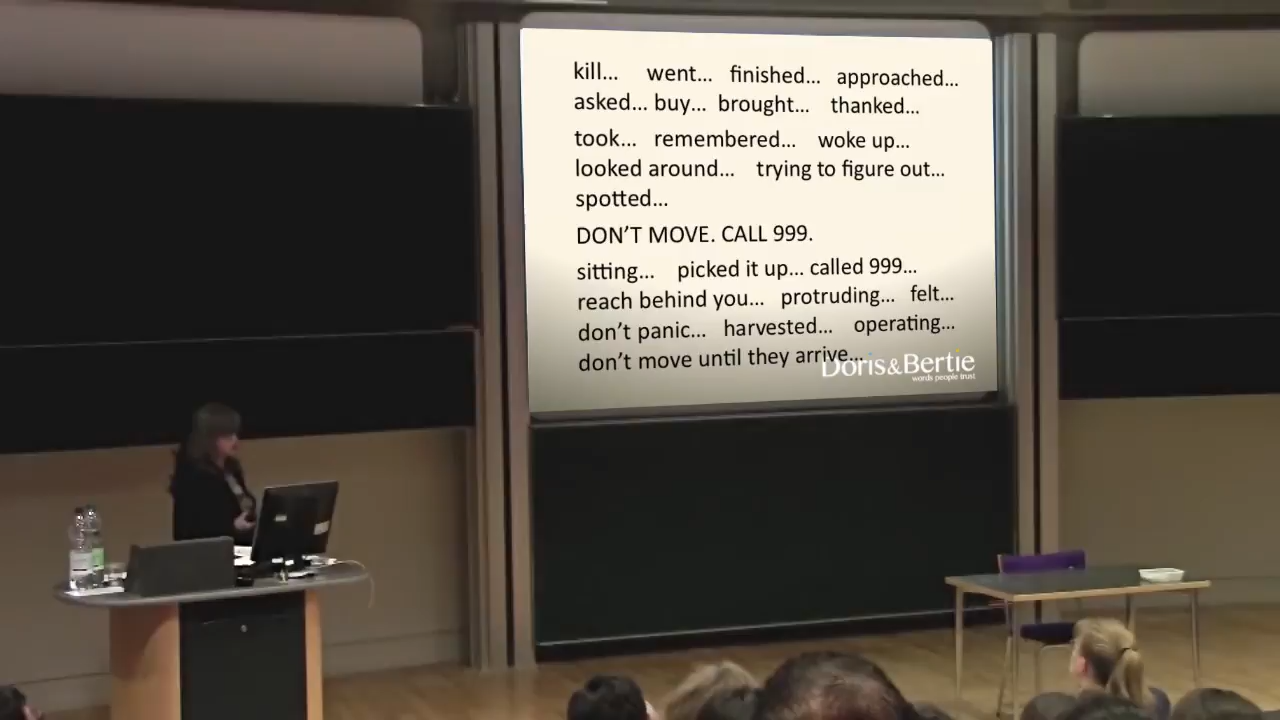 kill... went... finished... approached...
asked... buy... brought... thanked...
took... remembered... woke up...
looked around... trying to figure out...
spotted...
DON'T MOVE. CALL 999.
sitting... picked it up... called 999...
reach behind you... protruding... felt...
don't panic... harvested... operating...
don't move until they arrive...
Doris&Bertie
words people trust